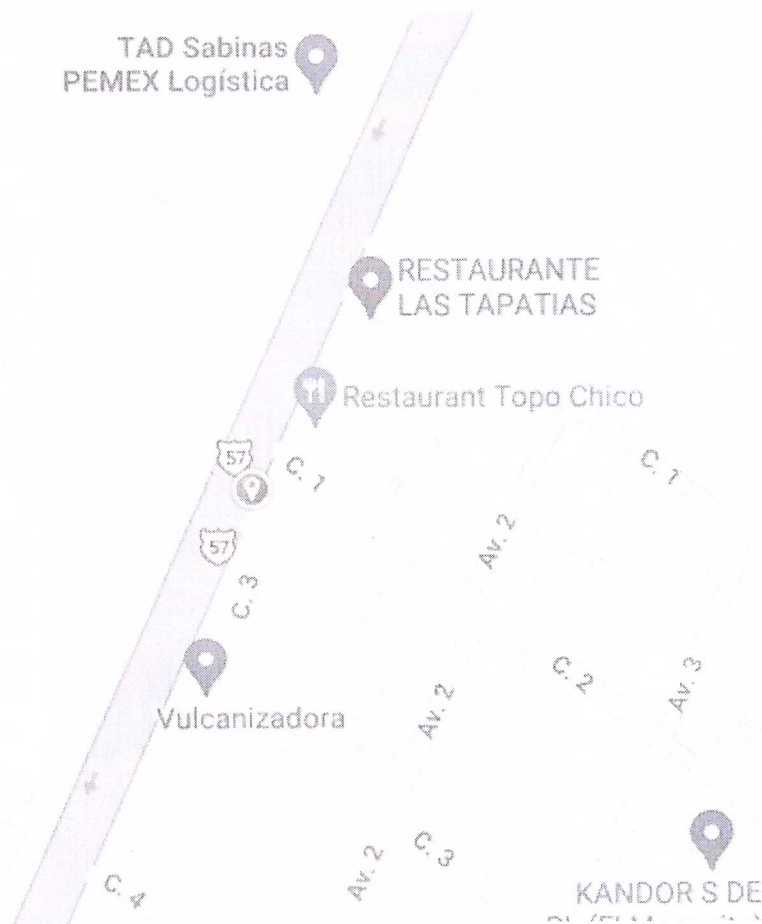 TAD Sabinas
PEMEX Logística
RESTAURANTE
LAS TAPATIAS
Restaurant Topo Chico
57
C. 1
C. 1
Av. 2
57
C. 3
C. 2
Av. 3
Vulcanizadora
Av. 2
C. 3
Av. 2
C. 4
KANDOR S DE